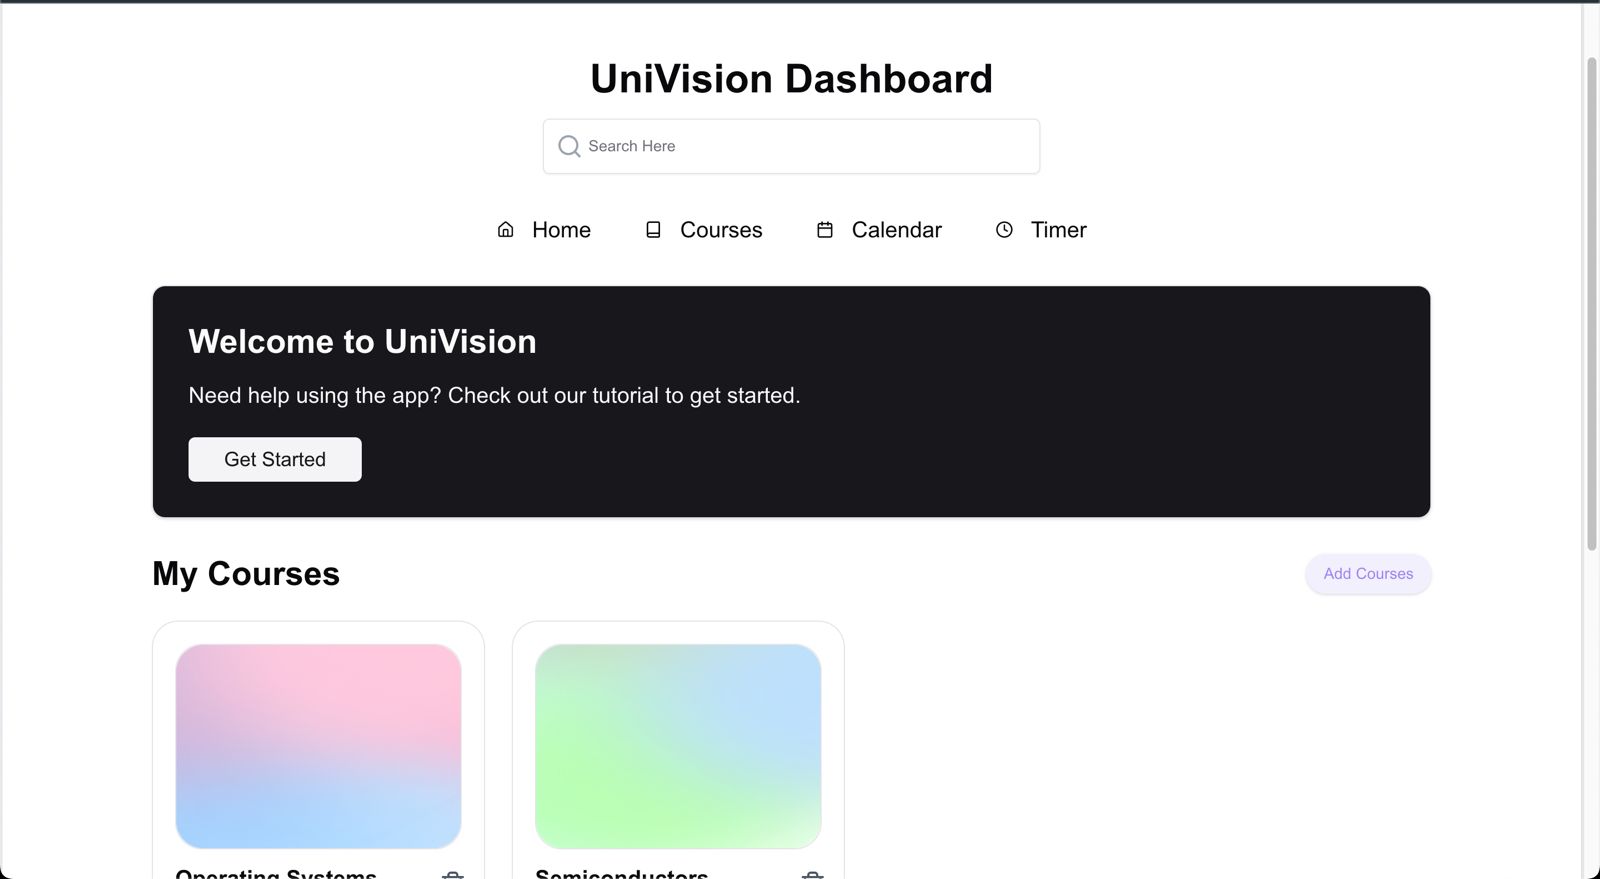 UniVision Dashboard
Search Here
Home Courses Calendar Timer
Welcome to UniVision
Need help using the app? Check out our tutorial to get started.
Get Started
My Courses
Add Courses
Operating Systems
Semiconductors